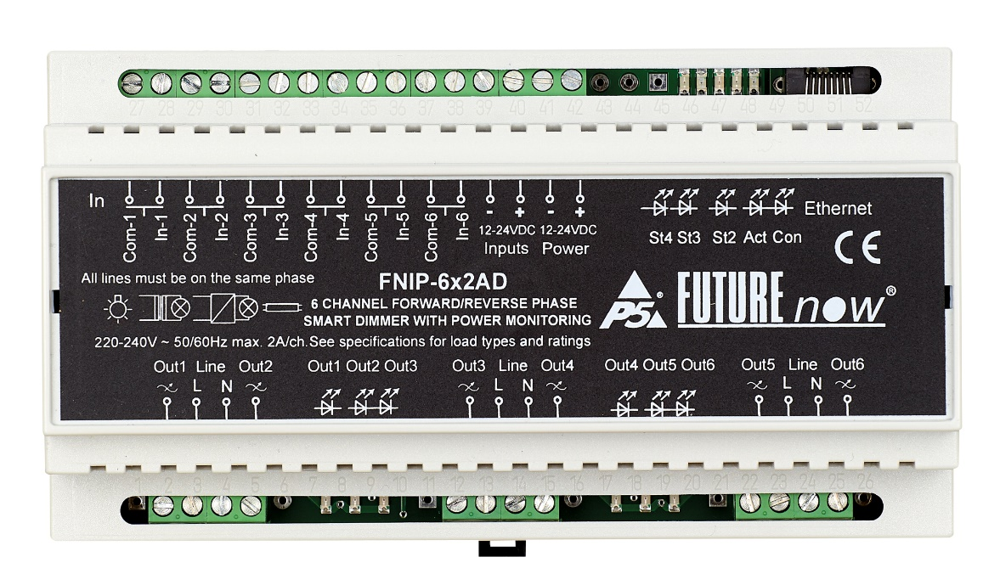 27 28 29 30 31 32 33 34 35 36 37 38 39 40 41 42 43 44 45 46 47 48 49 50 51 52
In
Com-1 In-1 Com-2 In-2 Com-3 In-3 Com-4 In-4 Com-5 In-5 Com-6 In-6
- + - +
12-24VDC 12-24VDC
Inputs Power
Ethernet
St4 St3 St2 Act Con
CE
All lines must be on the same phase
FNIP-6x2AD
6 CHANNEL FORWARD/REVERSE PHASE
SMART DIMMER WITH POWER MONITORING
P5®
FUTURE now®
220-240V ~ 50/60Hz max. 2A/ch. See specifications for load types and ratings
Out1 Line Out2 Out1 Out2 Out3 Out3 Line Out4 Out4 Out5 Out6 Out5 Line Out6
L N L N L N
1 2 3 4 5 6 7 8 9 10 11 12 13 14 15 16 17 18 19 20 21 22 23 24 25 26